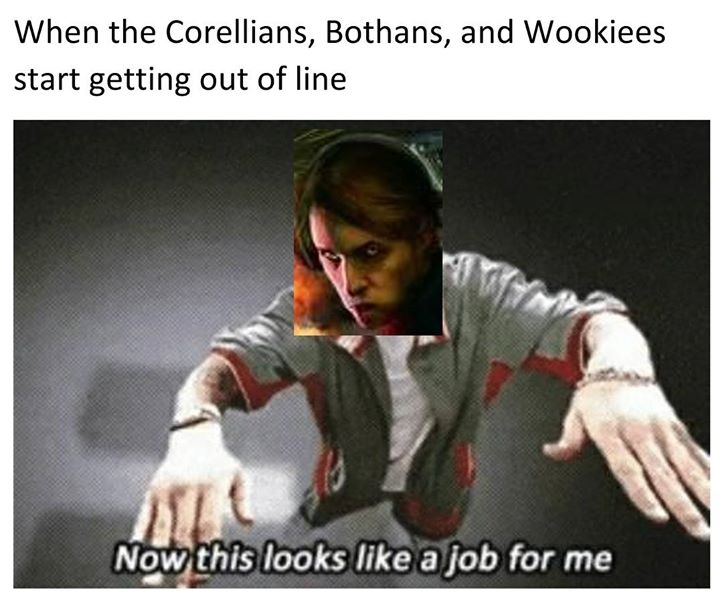 When the Corellians, Bothans, and Wookiees
start getting out of line
Now this looks like a job for me